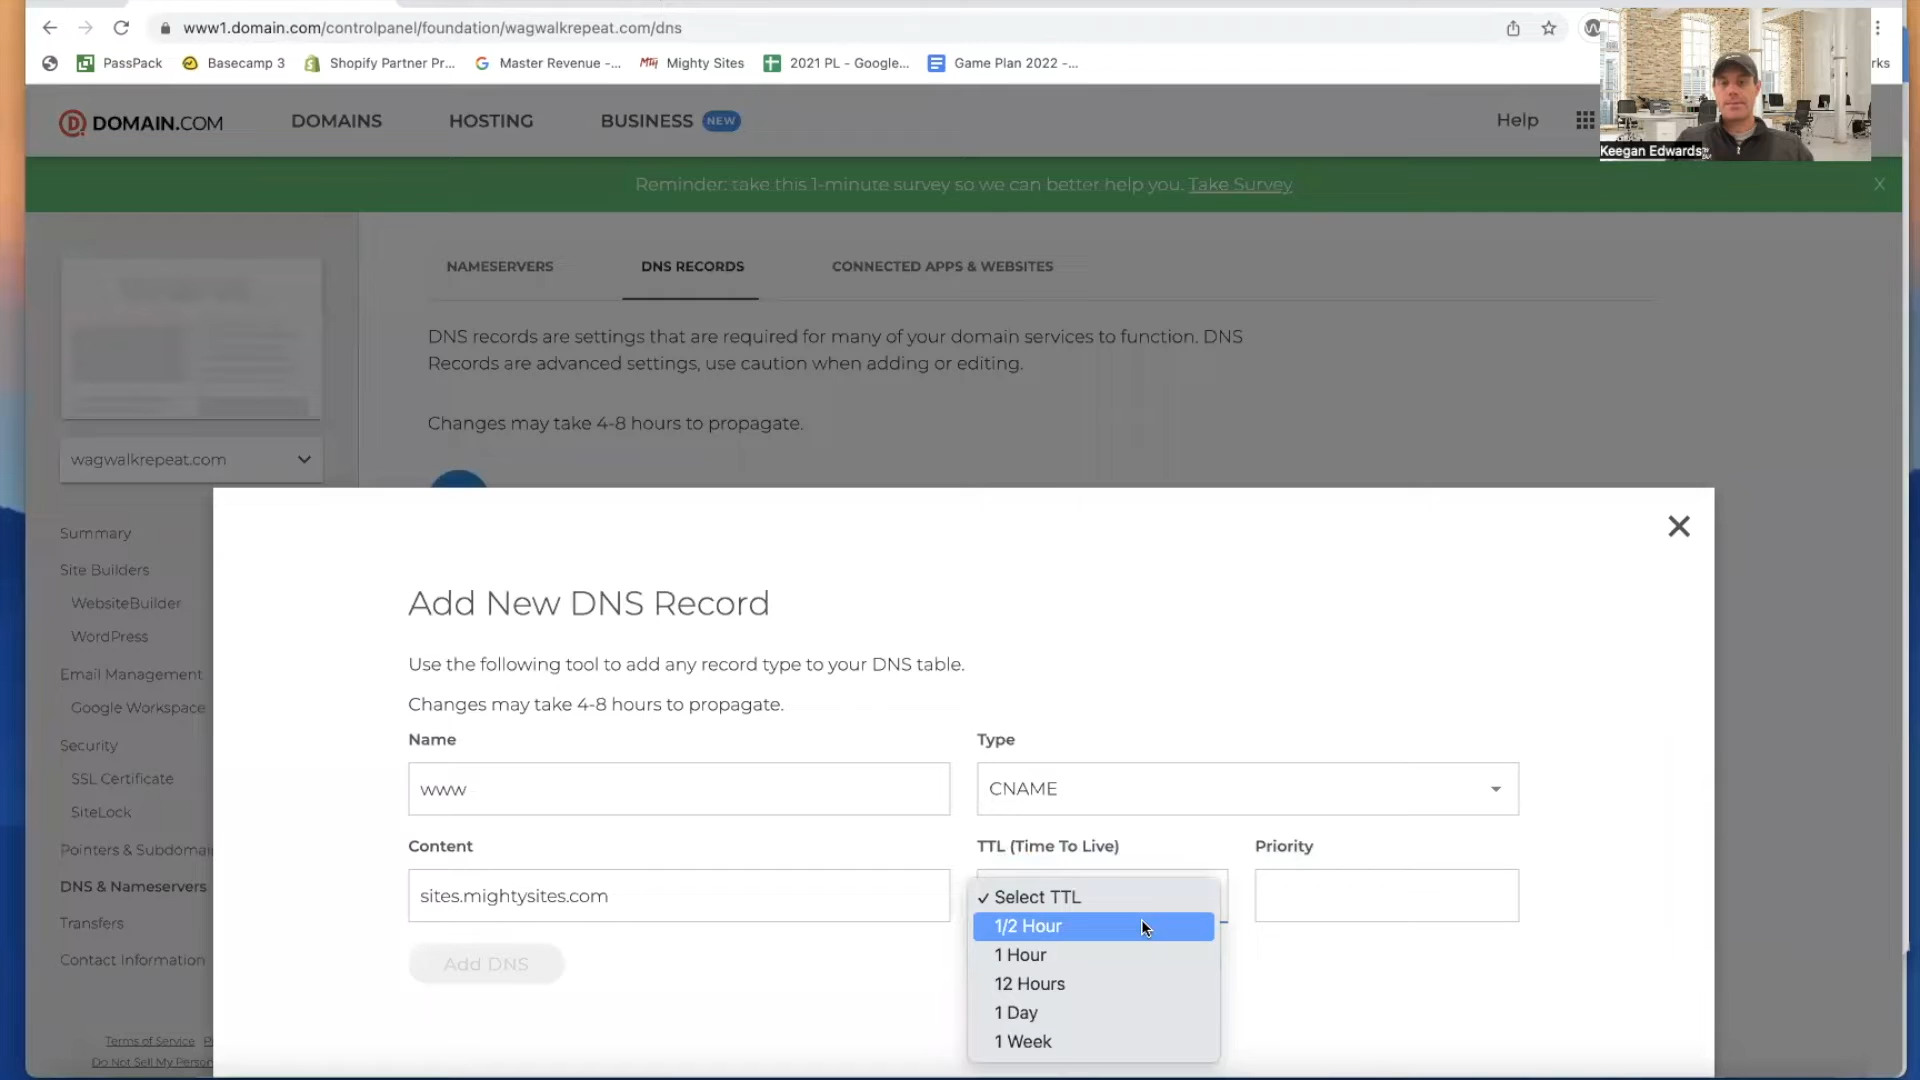 www1.domain.com/controlpanel/foundation/wagwalkrepeat.com/dns
PassPack
Basecamp 3
Shopify Partner Pr...
Master Revenue -...
Mighty Sites
2021 PL - Google...
Game Plan 2022 -...
rks
DOMAIN.COM
DOMAINS
HOSTING
BUSINESS NEW
Help
Keegan Edwards
Reminder: take this 1-minute survey so we can better help you. Take Survey
X
NAMESERVERS
DNS RECORDS
CONNECTED APPS & WEBSITES
DNS records are settings that are required for many of your domain services to function. DNS
Records are advanced settings, use caution when adding or editing.
Changes may take 4-8 hours to propagate.
wagwalkrepeat.com
Summary
Site Builders
WebsiteBuilder
WordPress
Email Management
Google Workspace
Security
SSL Certificate
SiteLock
Pointers & Subdomai
DNS & Nameservers
Transfers
Contact Information
Terms of Service P
Do Not Sell My Person
Add New DNS Record
Use the following tool to add any record type to your DNS table.
Changes may take 4-8 hours to propagate.
Name
Type
www
CNAME
Content
TTL (Time To Live)
Priority
sites.mightysites.com
✓ Select TTL
1/2 Hour
1 Hour
12 Hours
1 Day
1 Week
Add DNS